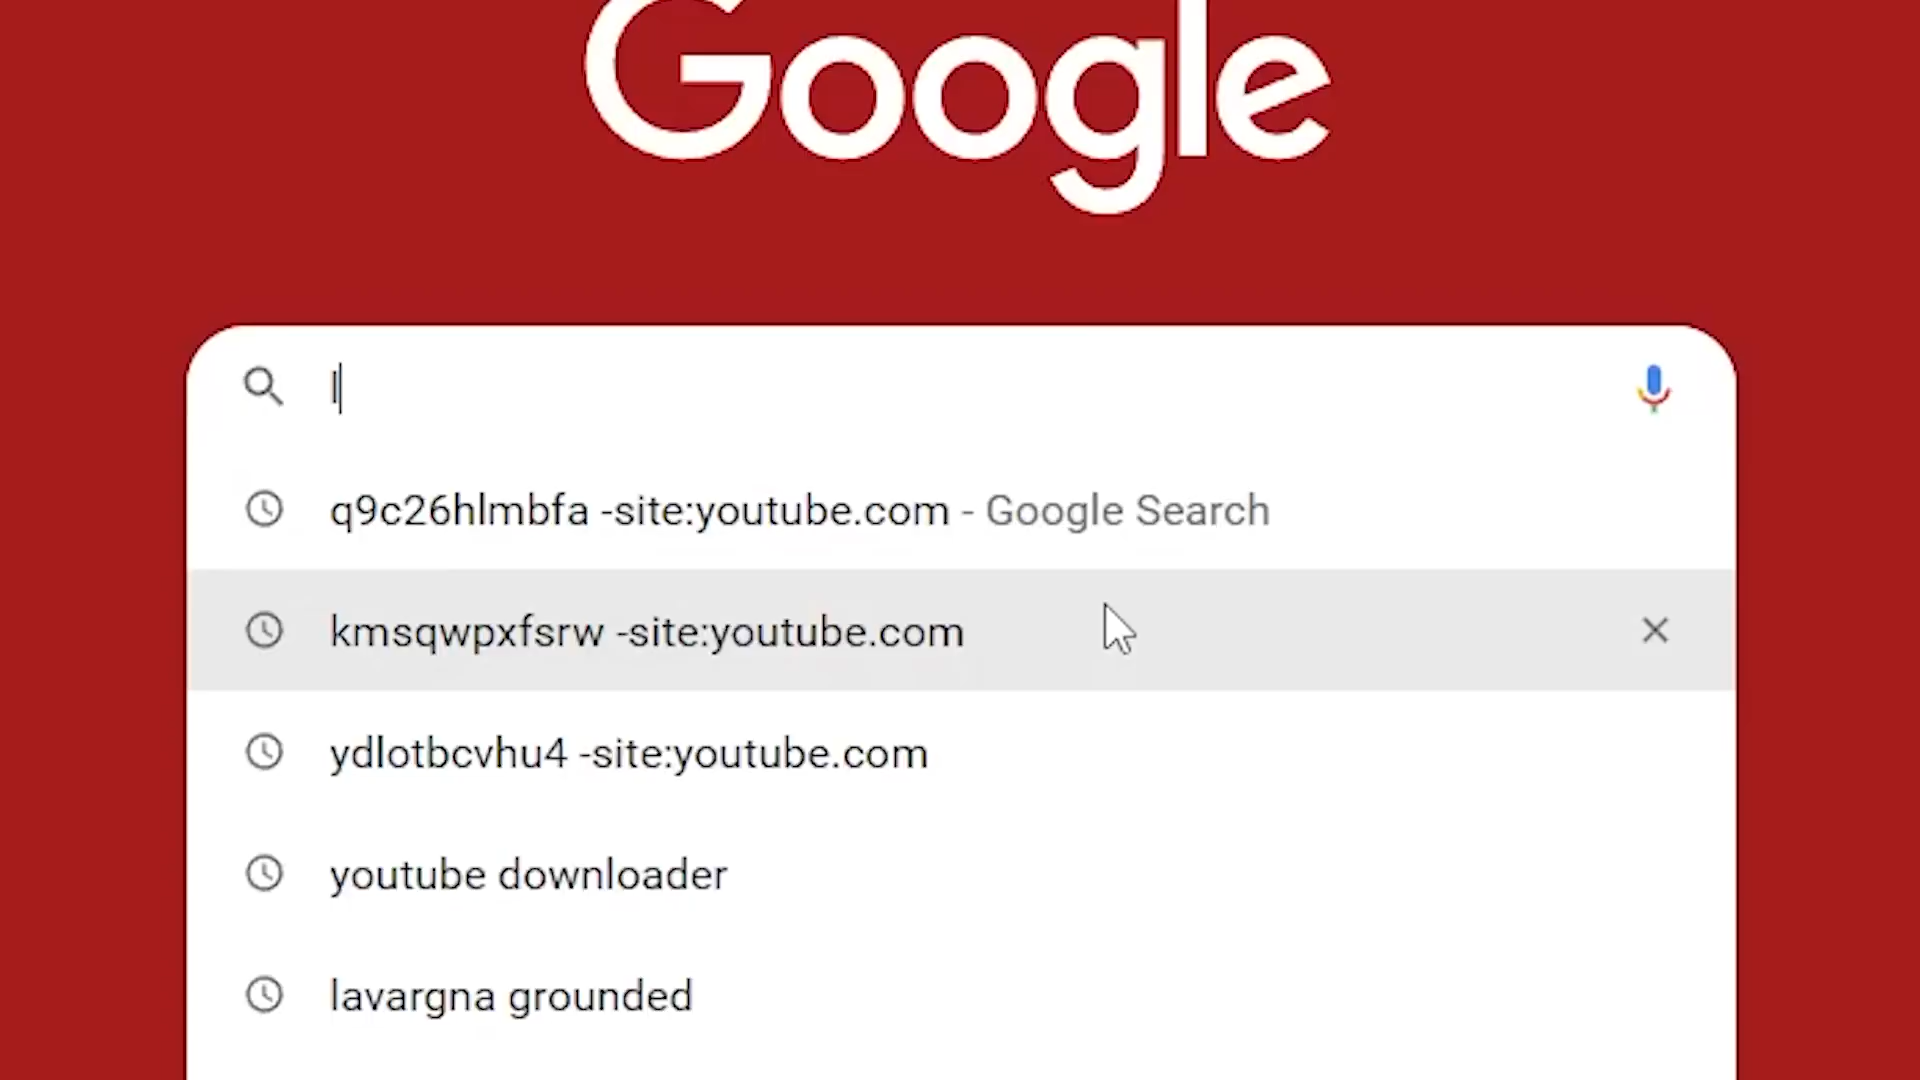 Google
l
q9c26hlmbfa -site:youtube.com - Google Search
kmsqwpxfsrw -site:youtube.com
ydlotbcvhu4 -site:youtube.com
youtube downloader
lavargna grounded